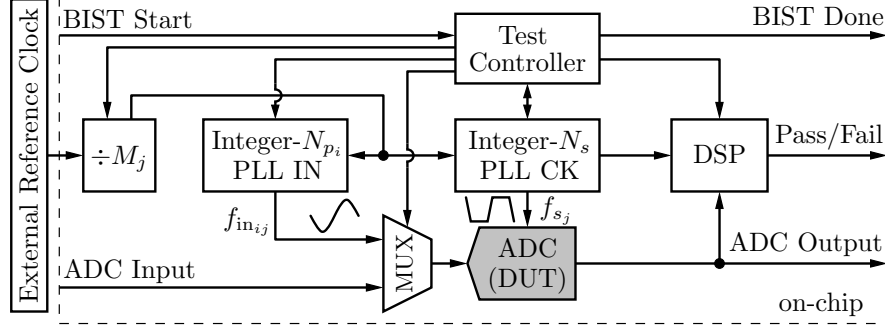 External Reference Clock
BIST Start
Test
Controller
BIST Done
÷M_j
Integer-N_{p_i}
PLL IN
Integer-N_s
PLL CK
DSP
Pass/Fail
f_{in_{ij}}
f_{s_j}
MUX
ADC
(DUT)
ADC Input
ADC Output
on-chip